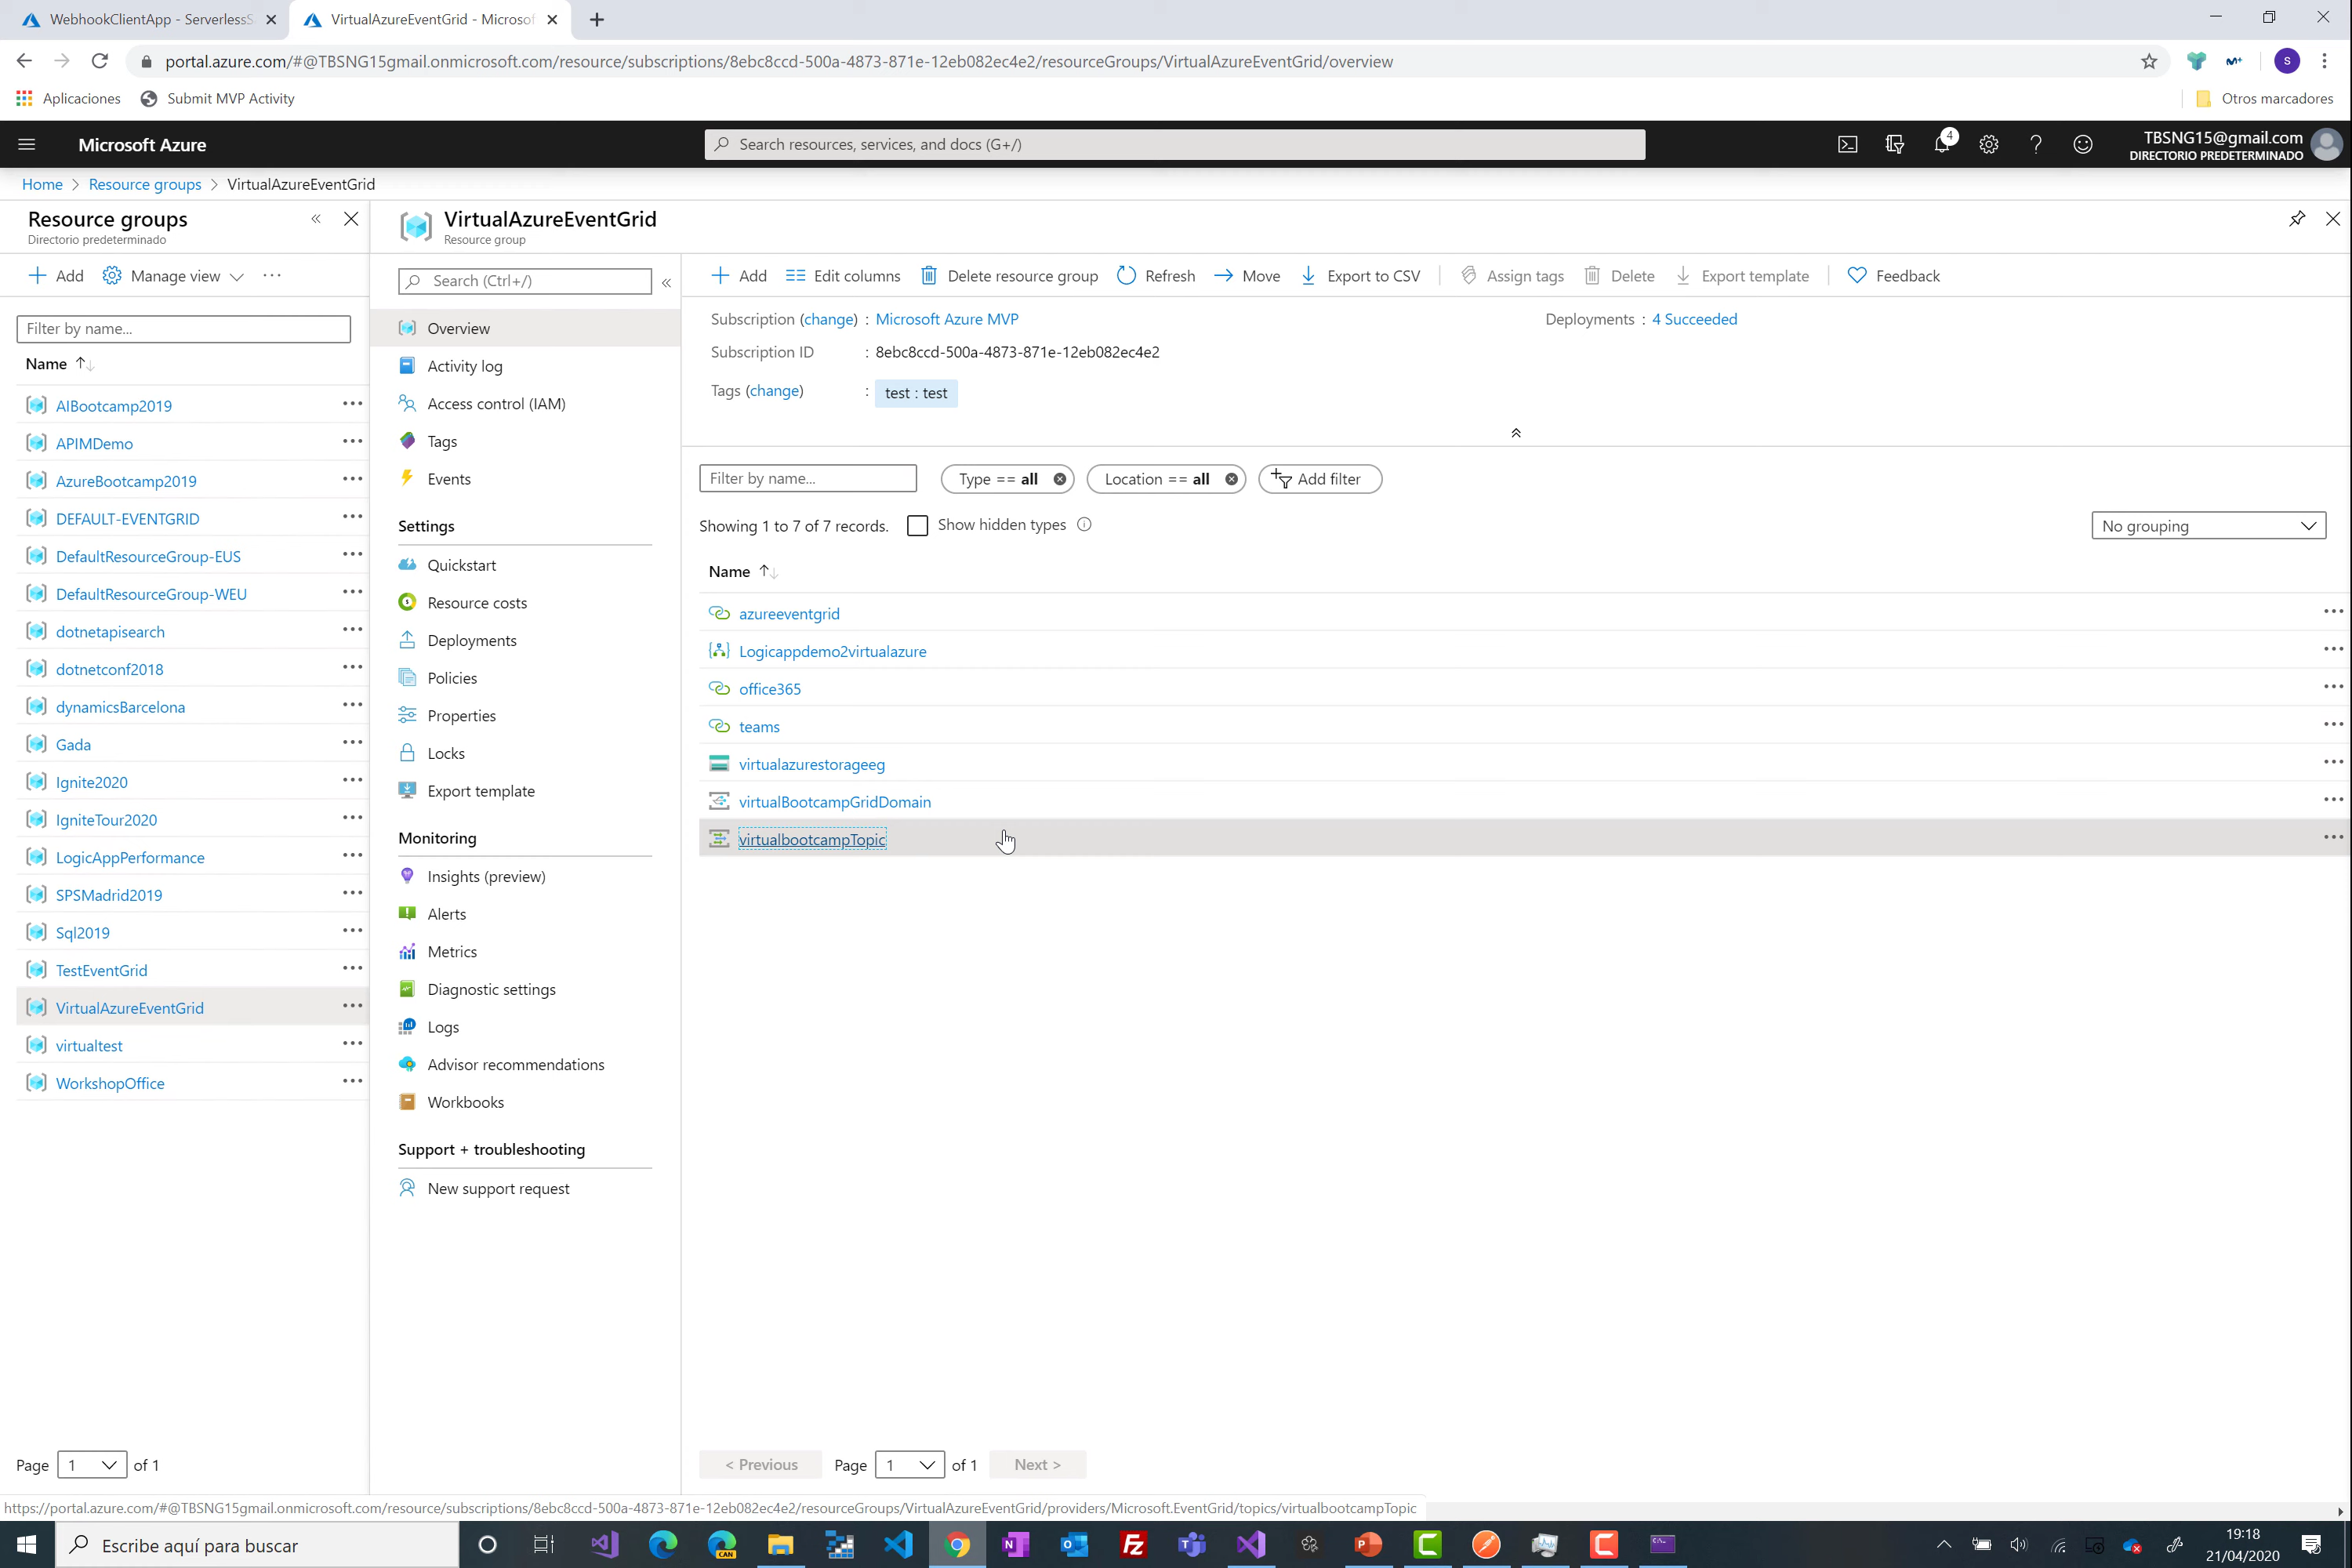 WebhookClientApp - ServerlessS
VirtualAzureEventGrid - Microsof
portal.azure.com/#@TBSNG15gmail.onmicrosoft.com/resource/subscriptions/8ebc8ccd-500a-4873-871e-12eb082ec4e2/resourceGroups/VirtualAzureEventGrid/overview
S
Aplicaciones
Submit MVP Activity
Otros marcadores
Microsoft Azure
Search resources, services, and docs (G+/)
4
TBSNG15@gmail.com
DIRECTORIO PREDETERMINADO
Home > Resource groups > VirtualAzureEventGrid
Resource groups
Directorio predeterminado
Add
Manage view
Filter by name...
Name
AIBootcamp2019
APIMDemo
AzureBootcamp2019
DEFAULT-EVENTGRID
DefaultResourceGroup-EUS
DefaultResourceGroup-WEU
dotnetapisearch
dotnetconf2018
dynamicsBarcelona
Gada
Ignite2020
IgniteTour2020
LogicAppPerformance
SPSMadrid2019
Sql2019
TestEventGrid
VirtualAzureEventGrid
virtualtest
WorkshopOffice
Page 1 of 1
VirtualAzureEventGrid
Resource group
Search (Ctrl+/)
Overview
Activity log
Access control (IAM)
Tags
Events
Settings
Quickstart
Resource costs
Deployments
Policies
Properties
Locks
Export template
Monitoring
Insights (preview)
Alerts
Metrics
Diagnostic settings
Logs
Advisor recommendations
Workbooks
Support + troubleshooting
New support request
Add
Edit columns
Delete resource group
Refresh
Move
Export to CSV
Assign tags
Delete
Export template
Feedback
Subscription (change) : Microsoft Azure MVP
Deployments : 4 Succeeded
Subscription ID : 8ebc8ccd-500a-4873-871e-12eb082ec4e2
Tags (change) : test : test
Filter by name...
Type == all
Location == all
Add filter
Showing 1 to 7 of 7 records.
Show hidden types
No grouping
Name
azureeventgrid
Logicappdemo2virtualazure
office365
teams
virtualazurestorageeg
virtualBootcampGridDomain
virtualbootcampTopic
< Previous
Page 1 of 1
Next >
https://portal.azure.com/#@TBSNG15gmail.onmicrosoft.com/resource/subscriptions/8ebc8ccd-500a-4873-871e-12eb082ec4e2/resourceGroups/VirtualAzureEventGrid/providers/Microsoft.EventGrid/topics/virtualbootcampTopic
Escribe aquí para buscar
CAN
19:18
21/04/2020